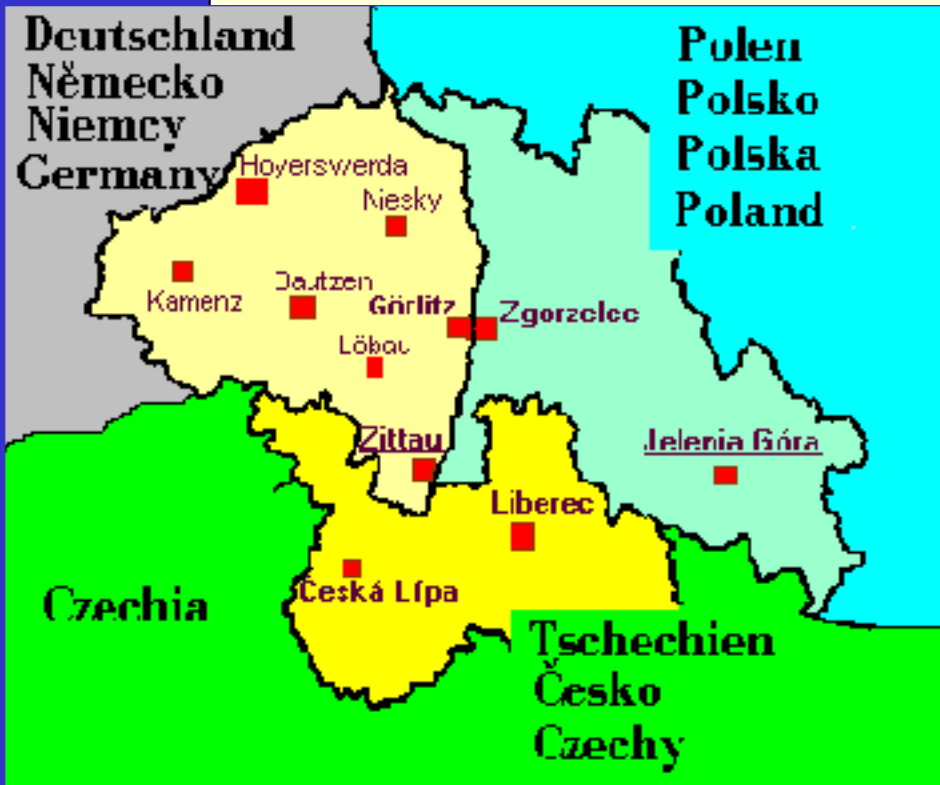 Deutschland
Německo
Niemcy
Germany
Polen
Polsko
Polska
Poland
Hoyerswerda
Niesky
Kamenz
Bautzen
Görlitz
Zgorzelec
Löbau
Zittau
Jelenia Góra
Liberec
Česká Lípa
Czechia
Tschechien
Česko
Czechy